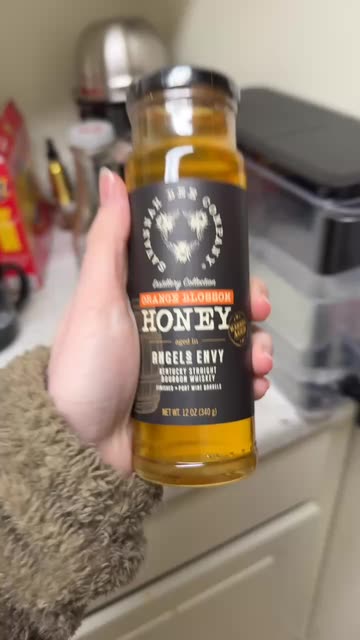 SAVANNAH BEE COMPANY
Distillery Collection
ORANGE BLOSSOM
HONEY
aged in
ANGELS ENVY
KENTUCKY STRAIGHT
BOURBON WHISKEY
FINISHED PORT WINE BARRELS
NET WT. 12 OZ (340 g)